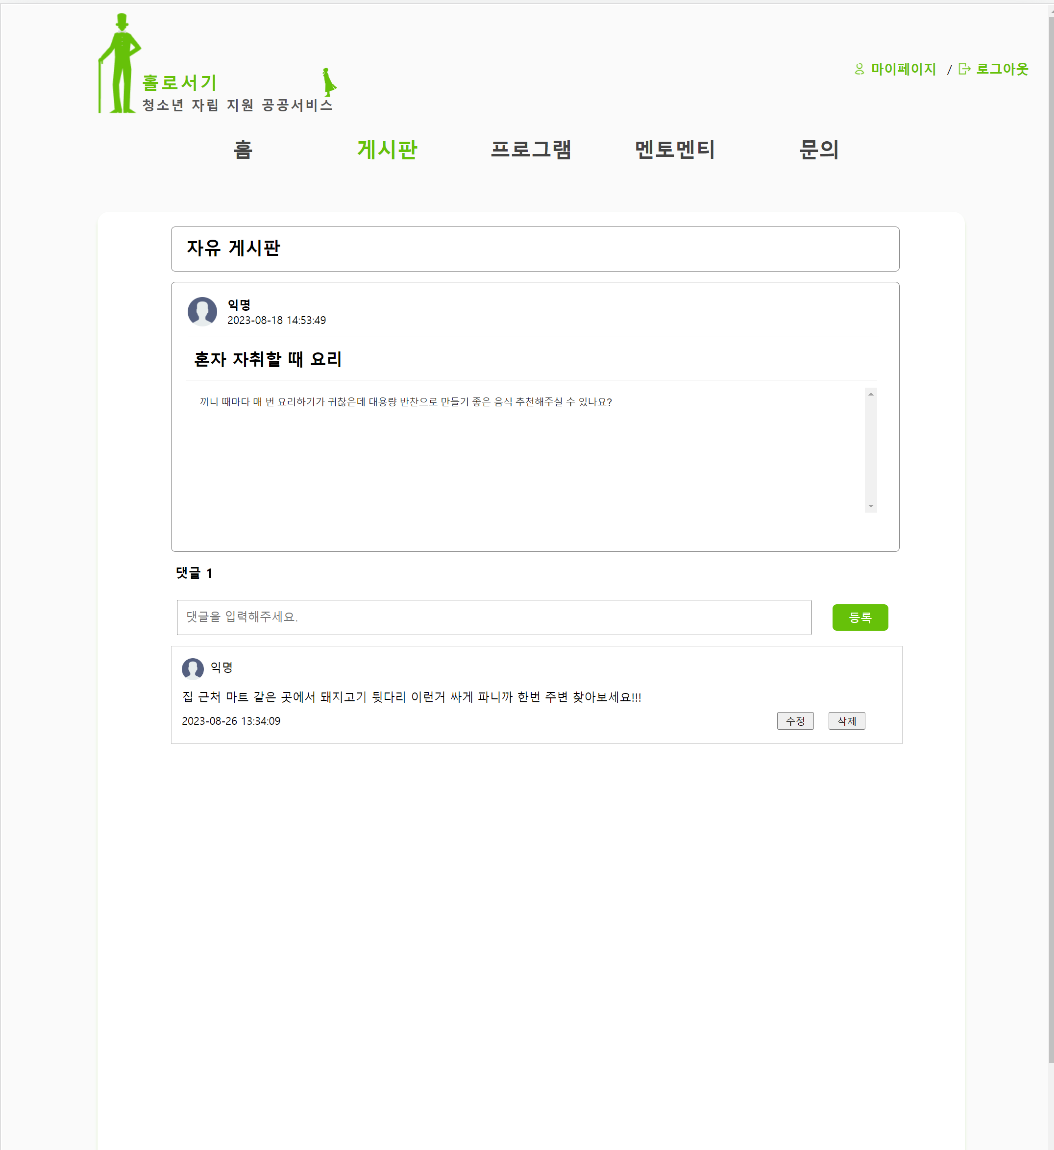 홀로서기
청소년 자립 지원 공공서비스
마이페이지 / 로그아웃
홈 게시판 프로그램 멘토멘티 문의
자유 게시판
익명
2023-08-18 14:53:49
혼자 자취할 때 요리
끼니 때마다 매 번 요리하기가 귀찮은데 대용량 반찬으로 만들기 좋은 음식 추천해주실 수 있나요?
댓글 1
댓글을 입력해주세요.
등록
익명
집 근처 마트 같은 곳에서 돼지고기 뒷다리 이런거 싸게 파니까 한번 주변 찾아보세요!!!
2023-08-26 13:34:09
수정 삭제